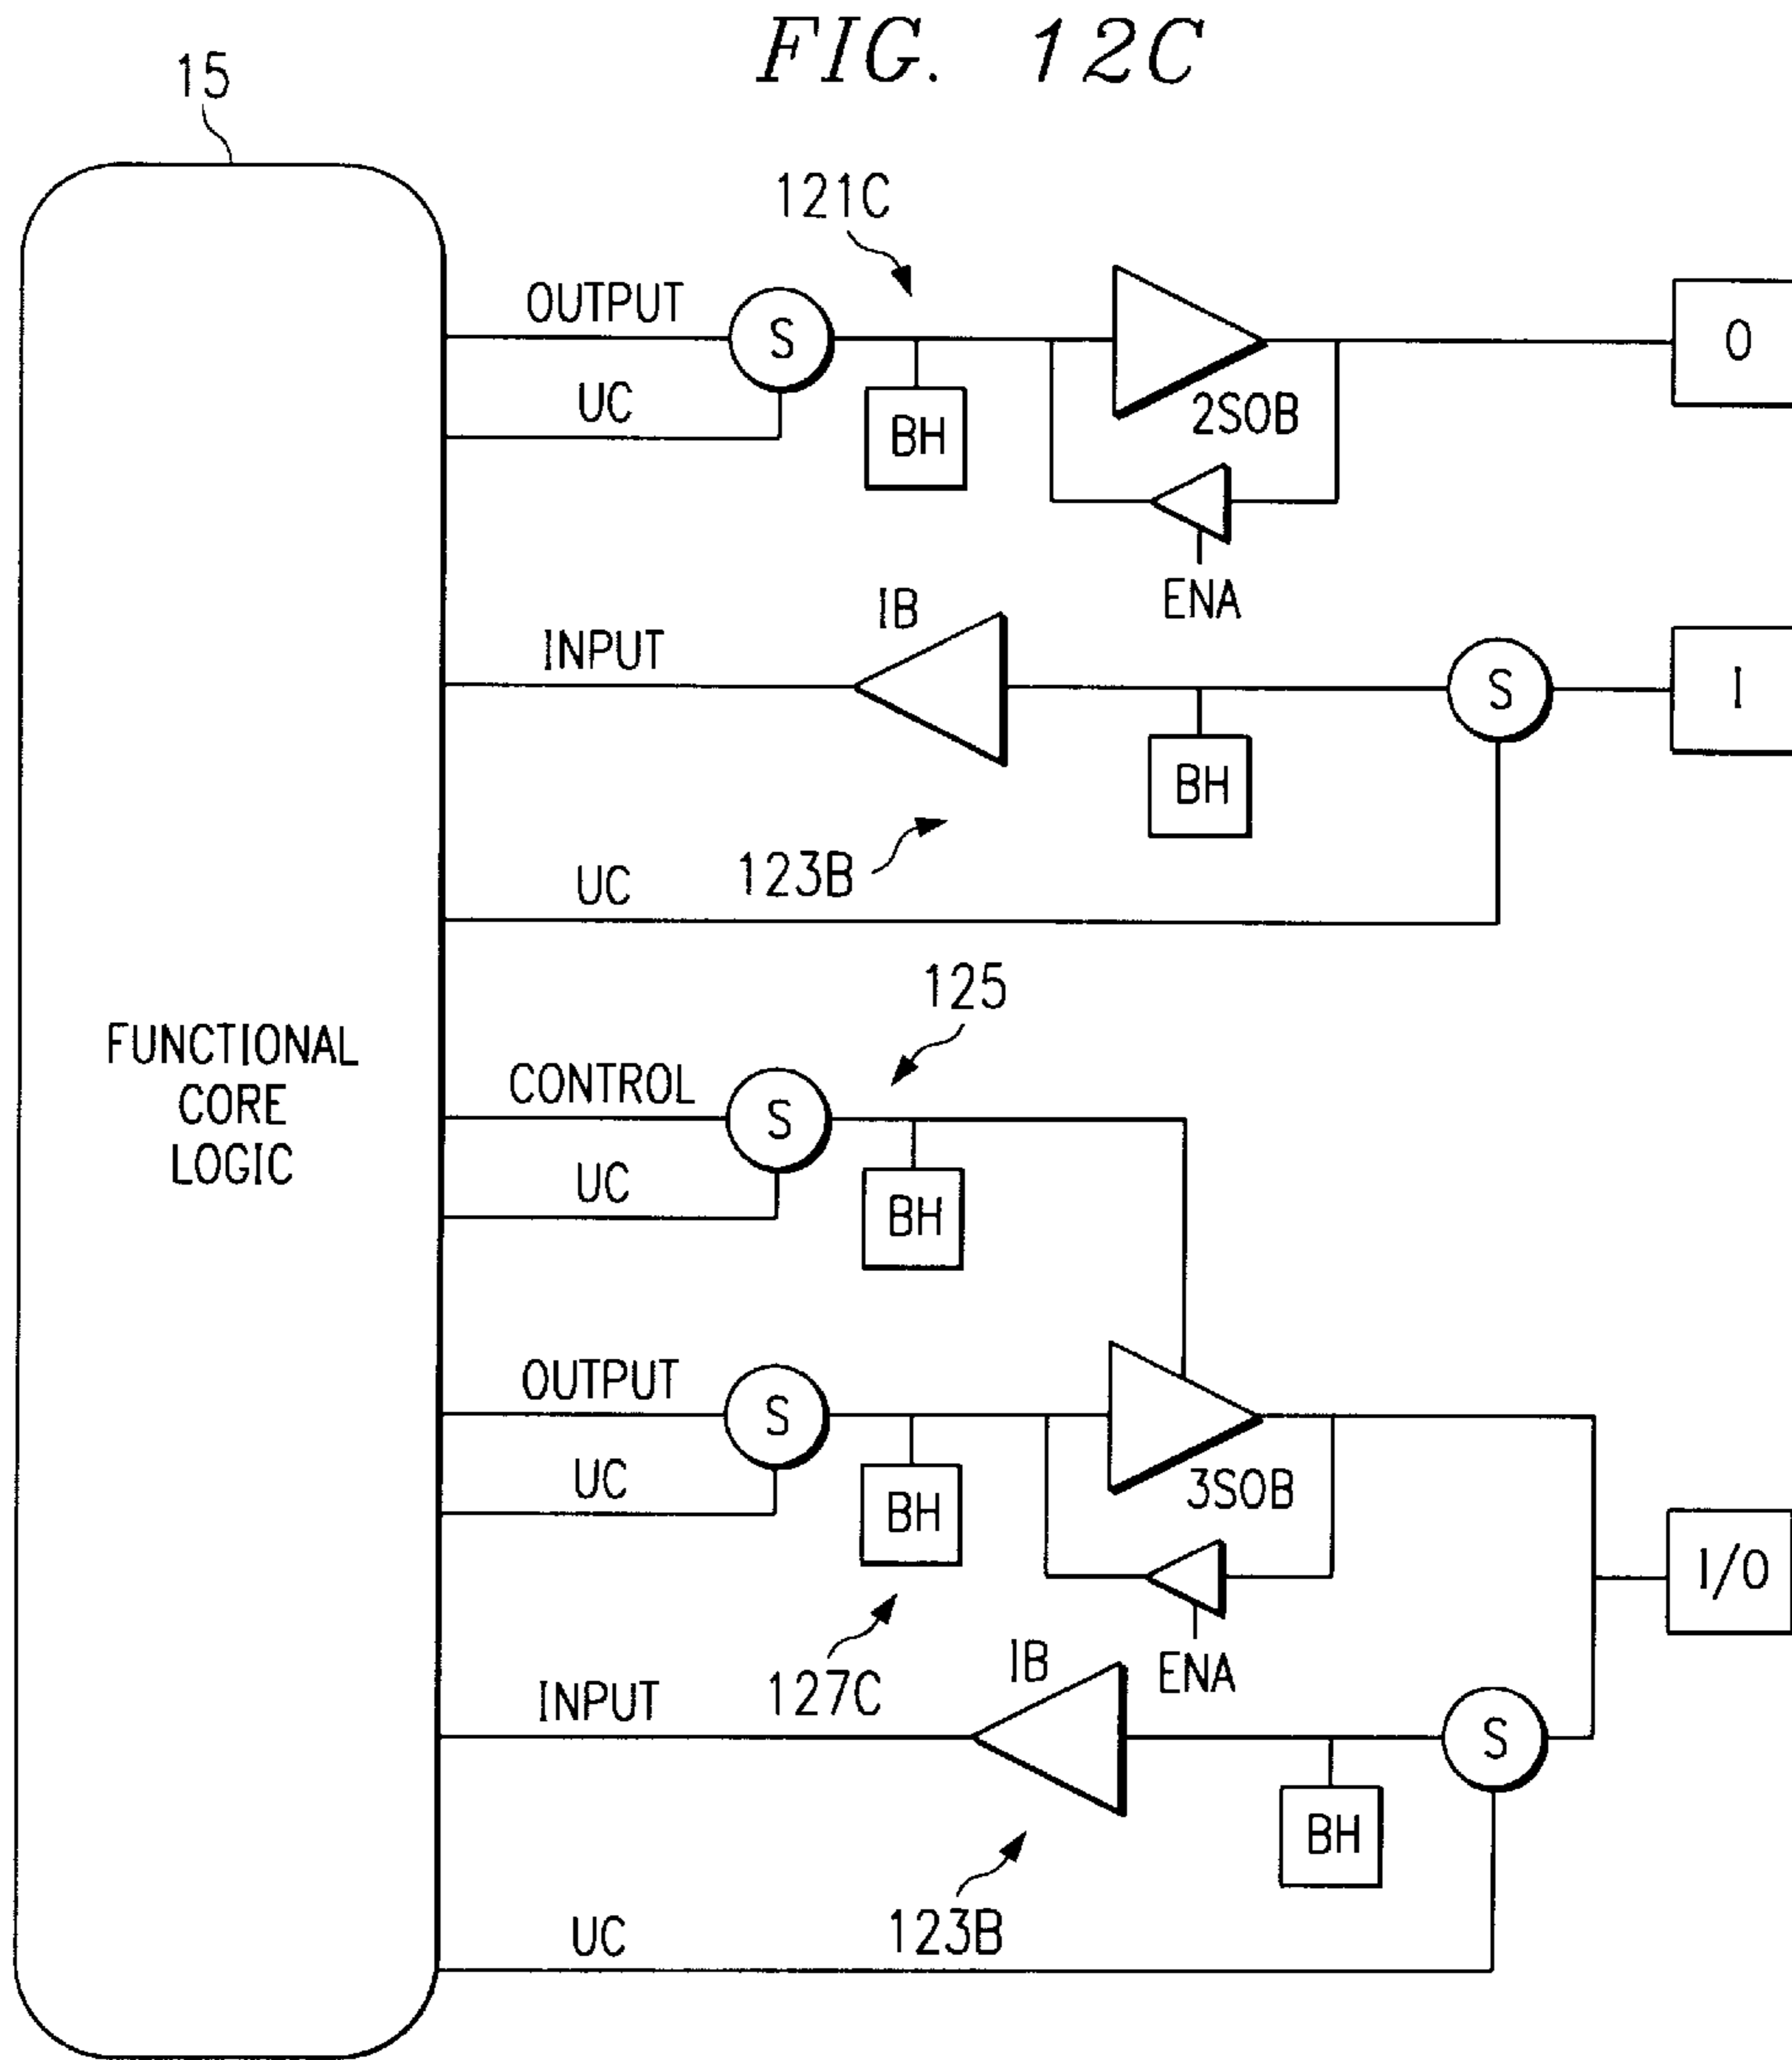 FIG. 12C
15
121C
OUTPUT
S
O
UC
BH
2SOB
ENA
IB
INPUT
S
I
BH
123B
UC
125
FUNCTIONAL
CORE
LOGIC
CONTROL
S
UC
BH
OUTPUT
S
UC
BH
3SOB
I/O
ENA
127C
IB
INPUT
S
BH
123B
UC